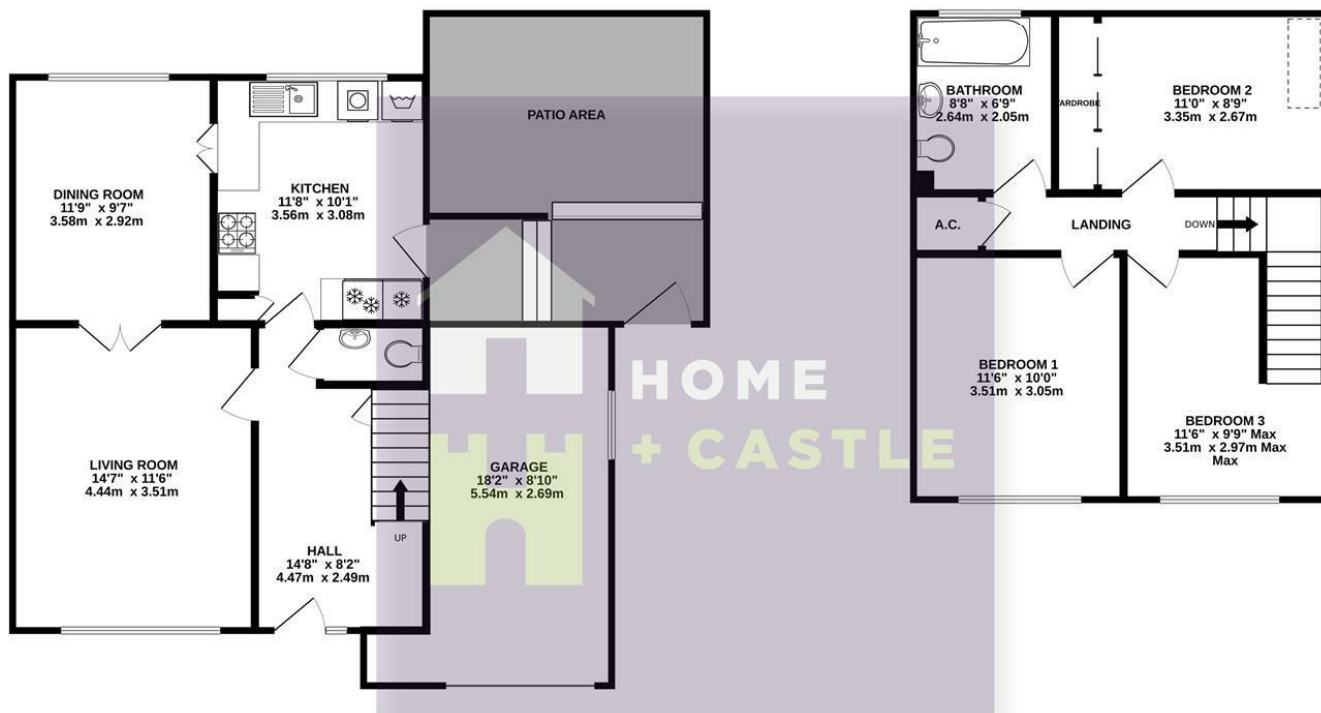 PATIO AREA
DINING ROOM
11'9" x 9'7"
3.58m x 2.92m
KITCHEN
11'8" x 10'1"
3.56m x 3.08m
LIVING ROOM
14'7" x 11'6"
4.44m x 3.51m
HALL
14'8" x 8'2"
4.47m x 2.49m
UP
GARAGE
18'2" x 8'10"
5.54m x 2.69m
HOME
+ CASTLE
BATHROOM
8'8" x 6'9"
2.64m x 2.05m
ARDROBE
BEDROOM 2
11'0" x 8'9"
3.35m x 2.67m
A.C.
LANDING
DOWN
BEDROOM 1
11'6" x 10'0"
3.51m x 3.05m
BEDROOM 3
11'6" x 9'9" Max
3.51m x 2.97m Max
Max